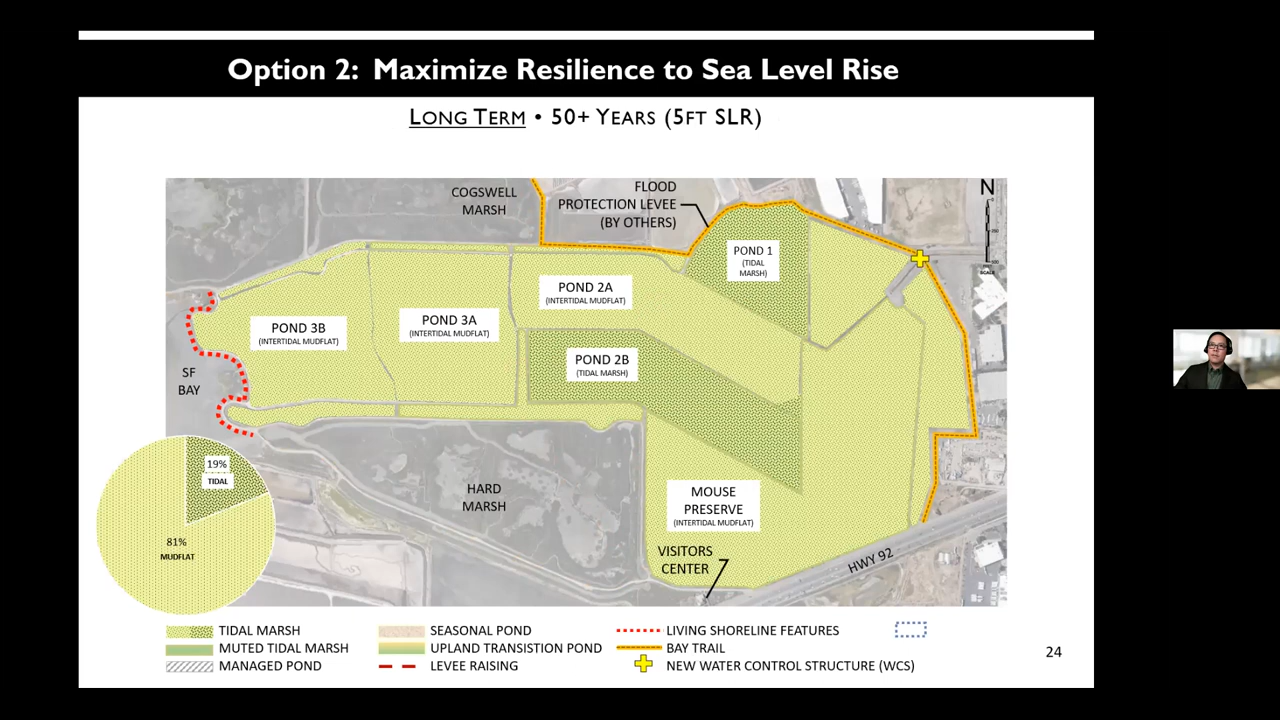 Option 2: Maximize Resilience to Sea Level Rise
LONG TERM • 50+ YEARS (5FT SLR)
COGSWELL
MARSH
FLOOD
PROTECTION LEVEE
(BY OTHERS)
N
SCALE
POND 1
(TIDAL
MARSH)
POND 2A
(INTERTIDAL MUDFLAT)
POND 3B
(INTERTIDAL MUDFLAT)
POND 3A
(INTERTIDAL MUDFLAT)
POND 2B
(TIDAL MARSH)
SF
BAY
HARD
MARSH
MOUSE
PRESERVE
(INTERTIDAL MUDFLAT)
VISITORS
CENTER
HWY 92
19%
TIDAL
81%
MUDFLAT
TIDAL MARSH
MUTED TIDAL MARSH
MANAGED POND
SEASONAL POND
UPLAND TRANSISTION POND
LEVEE RAISING
LIVING SHORELINE FEATURES
BAY TRAIL
NEW WATER CONTROL STRUCTURE (WCS)
24